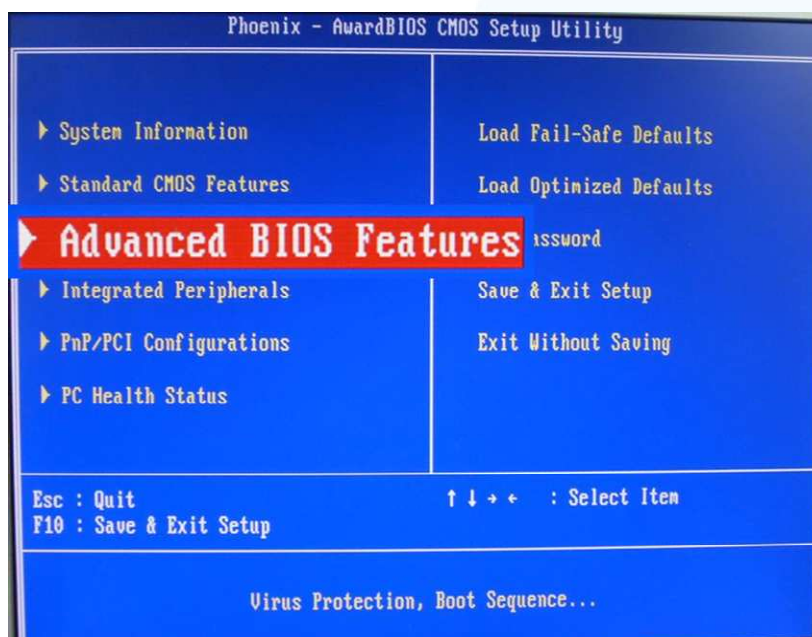 Phoenix - AwardBIOS CMOS Setup Utility
System Information
Standard CMOS Features
Advanced BIOS Features
Integrated Peripherals
PnP/PCI Configurations
PC Health Status
Load Fail-Safe Defaults
Load Optimized Defaults
assword
Save & Exit Setup
Exit Without Saving
Esc : Quit
F10 : Save & Exit Setup
↑ ↓ → ← : Select Item
Virus Protection, Boot Sequence...